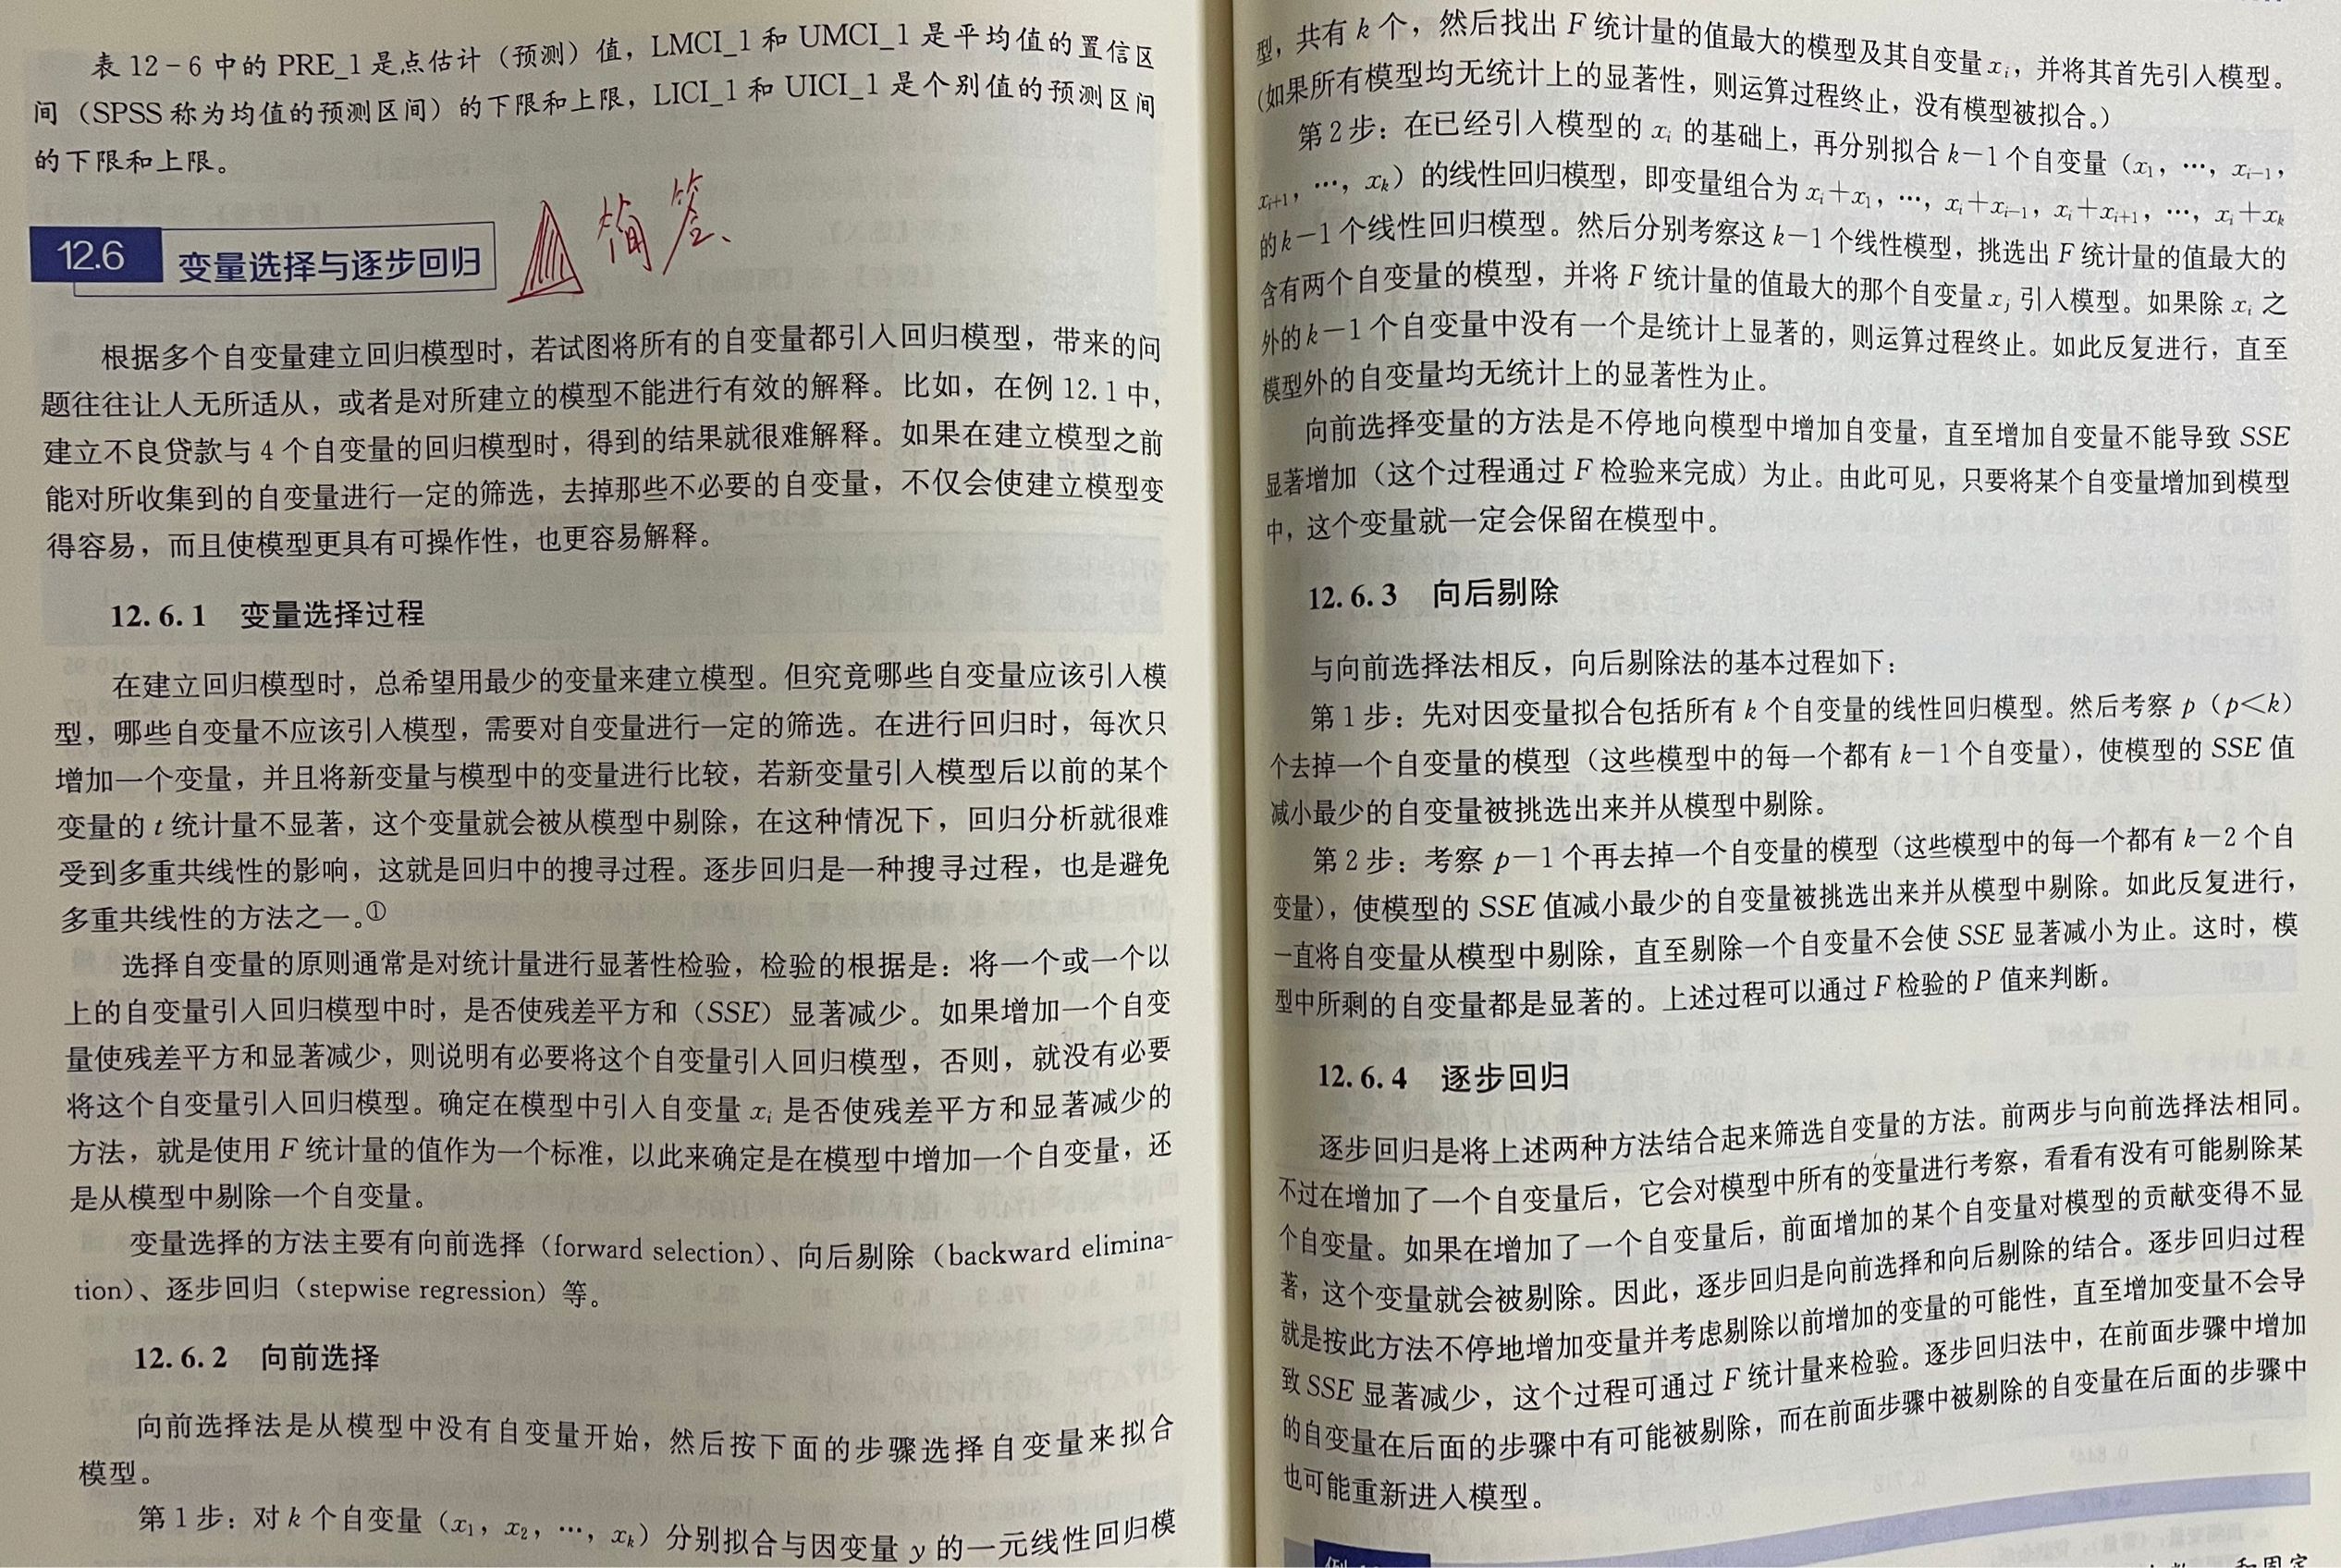 表 12-6 中的 PRE_1 是点估计（预测）值，LMCI_1 和 UMCI_1 是平均值的置信区
间（SPSS 称为均值的预测区间）的下限和上限，LICI_1 和 UICI_1 是个别值的预测区间
的下限和上限。
简答、
12.6 变量选择与逐步回归
根据多个自变量建立回归模型时，若试图将所有的自变量都引入回归模型，带来的问
题往往让人无所适从，或者是对所建立的模型不能进行有效的解释。比如，在例 12.1 中，
建立不良贷款与 4 个自变量的回归模型时，得到的结果就很难解释。如果在建立模型之前
能对所收集到的自变量进行一定的筛选，去掉那些不必要的自变量，不仅会使建立模型变
得容易，而且使模型更具有可操作性，也更容易解释。
12.6.1 变量选择过程
在建立回归模型时，总希望用最少的变量来建立模型。但究竟哪些自变量应该引入模
型，哪些自变量不应该引入模型，需要对自变量进行一定的筛选。在进行回归时，每次只
增加一个变量，并且将新变量与模型中的变量进行比较，若新变量引入模型后以前的某个
变量的 t 统计量不显著，这个变量就会被从模型中剔除，在这种情况下，回归分析就很难
受到多重共线性的影响，这就是回归中的搜寻过程。逐步回归是一种搜寻过程，也是避免
多重共线性的方法之一。①
选择自变量的原则通常是对统计量进行显著性检验，检验的根据是：将一个或一个以
上的自变量引入回归模型中时，是否使残差平方和（SSE）显著减少。如果增加一个自变
量使残差平方和显著减少，则说明有必要将这个自变量引入回归模型，否则，就没有必要
将这个自变量引入回归模型。确定在模型中引入自变量 xᵢ 是否使残差平方和显著减少的
方法，就是使用 F 统计量的值作为一个标准，以此来确定是在模型中增加一个自变量，还
是从模型中剔除一个自变量。
变量选择的方法主要有向前选择（forward selection）、向后剔除（backward elimina-
tion）、逐步回归（stepwise regression）等。
12.6.2 向前选择
向前选择法是从模型中没有自变量开始，然后按下面的步骤选择自变量来拟合
模型。
第 1 步：对 k 个自变量（x₁，x₂，…，xₖ）分别拟合与因变量 y 的一元线性回归模
型，共有 k 个，然后找出 F 统计量的值最大的模型及其自变量 xᵢ，并将其首先引入模型。
（如果所有模型均无统计上的显著性，则运算过程终止，没有模型被拟合。）
第 2 步：在已经引入模型的 xᵢ 的基础上，再分别拟合 k−1 个自变量（x₁，…，xᵢ₋₁，
xᵢ₊₁，…，xₖ）的线性回归模型，即变量组合为 xᵢ+x₁，…，xᵢ+xᵢ₋₁，xᵢ+xᵢ₊₁，…，xᵢ+xₖ
的 k−1 个线性回归模型。然后分别考察这 k−1 个线性模型，挑选出 F 统计量的值最大的
含有两个自变量的模型，并将 F 统计量的值最大的那个自变量 xⱼ 引入模型。如果除 xᵢ 之
外的 k−1 个自变量中没有一个是统计上显著的，则运算过程终止。如此反复进行，直至
模型外的自变量均无统计上的显著性为止。
向前选择变量的方法是不停地向模型中增加自变量，直至增加自变量不能导致 SSE
显著增加（这个过程通过 F 检验来完成）为止。由此可见，只要将某个自变量增加到模型
中，这个变量就一定会保留在模型中。
12.6.3 向后剔除
与向前选择法相反，向后剔除法的基本过程如下：
第 1 步：先对因变量拟合包括所有 k 个自变量的线性回归模型。然后考察 p（p<k）
个去掉一个自变量的模型（这些模型中的每一个都有 k−1 个自变量），使模型的 SSE 值
减小最少的自变量被挑选出来并从模型中剔除。
第 2 步：考察 p−1 个再去掉一个自变量的模型（这些模型中的每一个都有 k−2 个自
变量），使模型的 SSE 值减小最少的自变量被挑选出来并从模型中剔除。如此反复进行，
一直将自变量从模型中剔除，直至剔除一个自变量不会使 SSE 显著减小为止。这时，模
型中所剩的自变量都是显著的。上述过程可以通过 F 检验的 P 值来判断。
12.6.4 逐步回归
逐步回归是将上述两种方法结合起来筛选自变量的方法。前两步与向前选择法相同。
不过在增加了一个自变量后，它会对模型中所有的变量进行考察，看看有没有可能剔除某
个自变量。如果在增加了一个自变量后，前面增加的某个自变量对模型的贡献变得不显
著，这个变量就会被剔除。因此，逐步回归是向前选择和向后剔除的结合。逐步回归过程
就是按此方法不停地增加变量并考虑剔除以前增加的变量的可能性，直至增加变量不会导
致 SSE 显著减少，这个过程可通过 F 统计量来检验。逐步回归法中，在前面步骤中增加
的自变量在后面的步骤中有可能被剔除，而在前面步骤中被剔除的自变量在后面的步骤中
也可能重新进入模型。